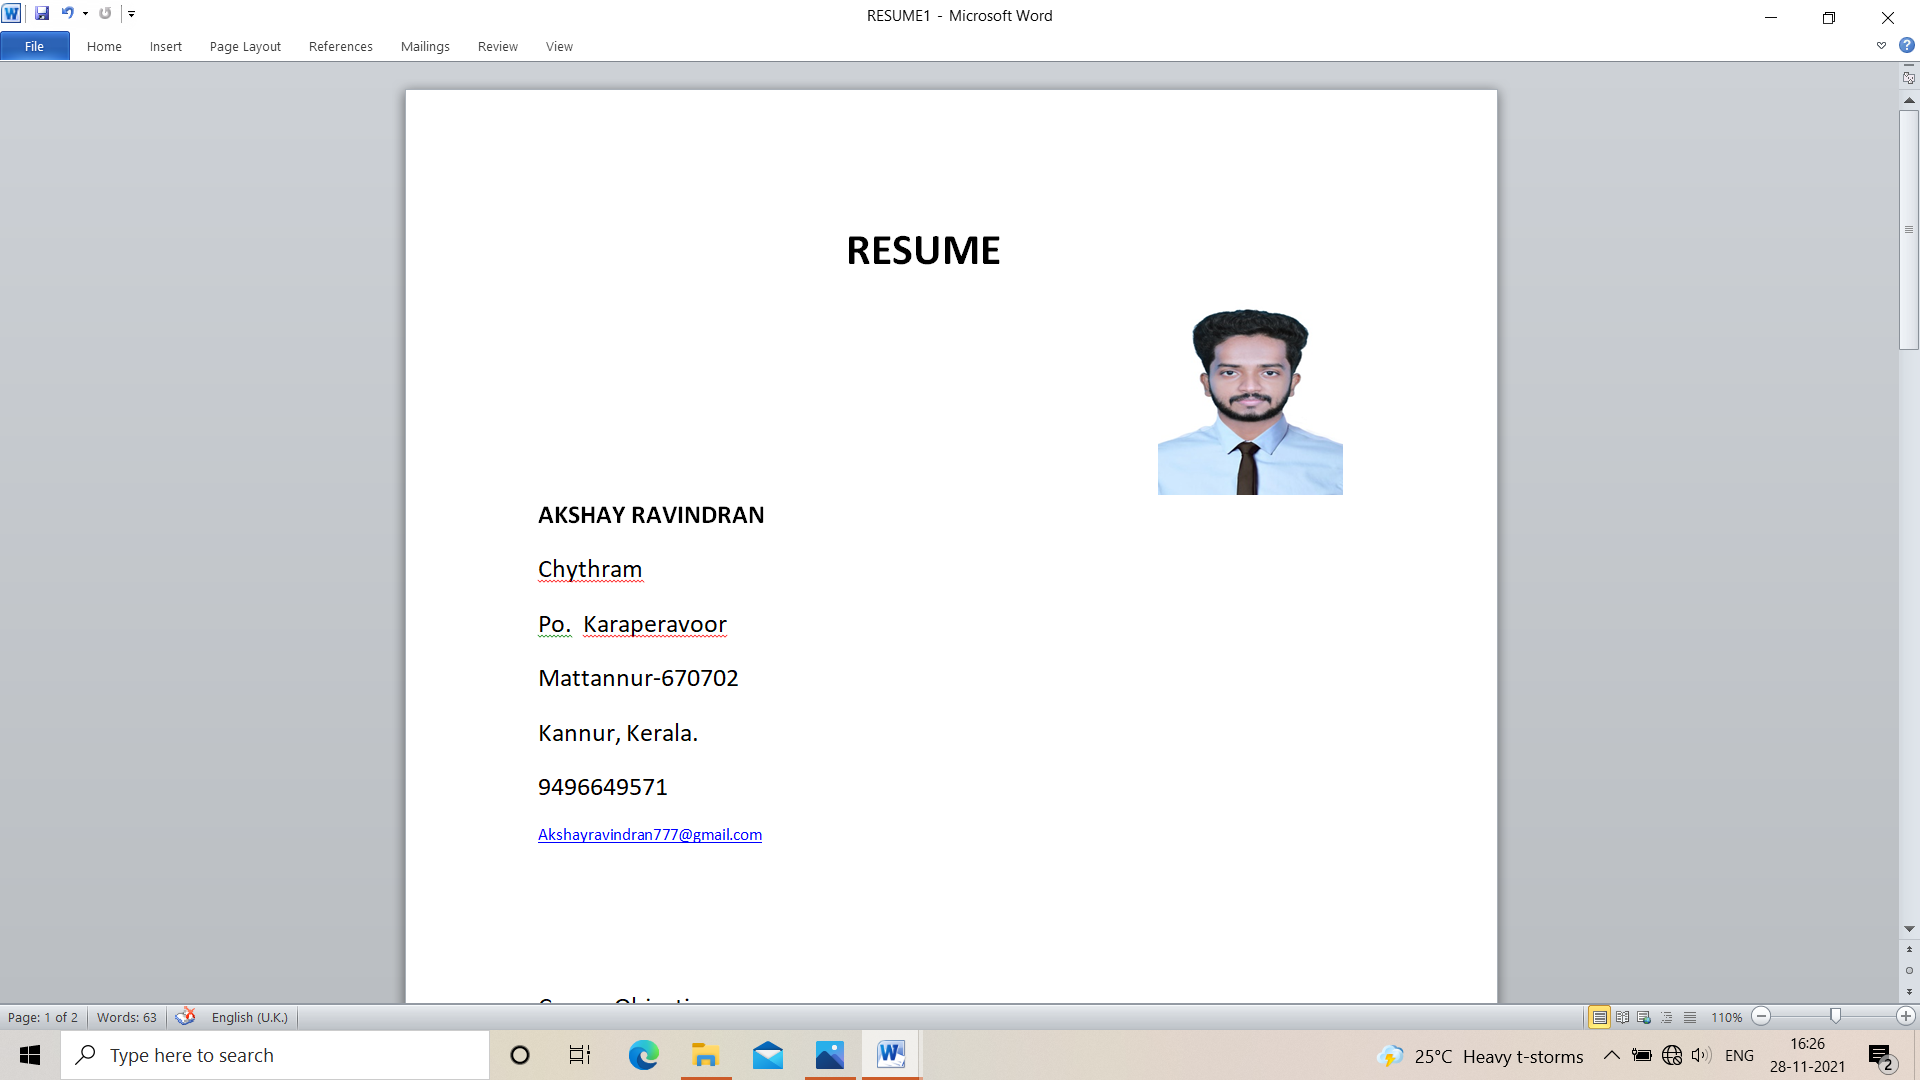 RESUME1 - Microsoft Word
File Home Insert Page Layout References Mailings Review View
RESUME
AKSHAY RAVINDRAN
Chythram
Po. Karaperavoor
Mattannur-670702
Kannur, Kerala.
9496649571
Akshayravindran777@gmail.com
Page: 1 of 2 Words: 63 English (U.K.) 110%
Type here to search
25°C Heavy t-storms ENG
16:26
28-11-2021
2